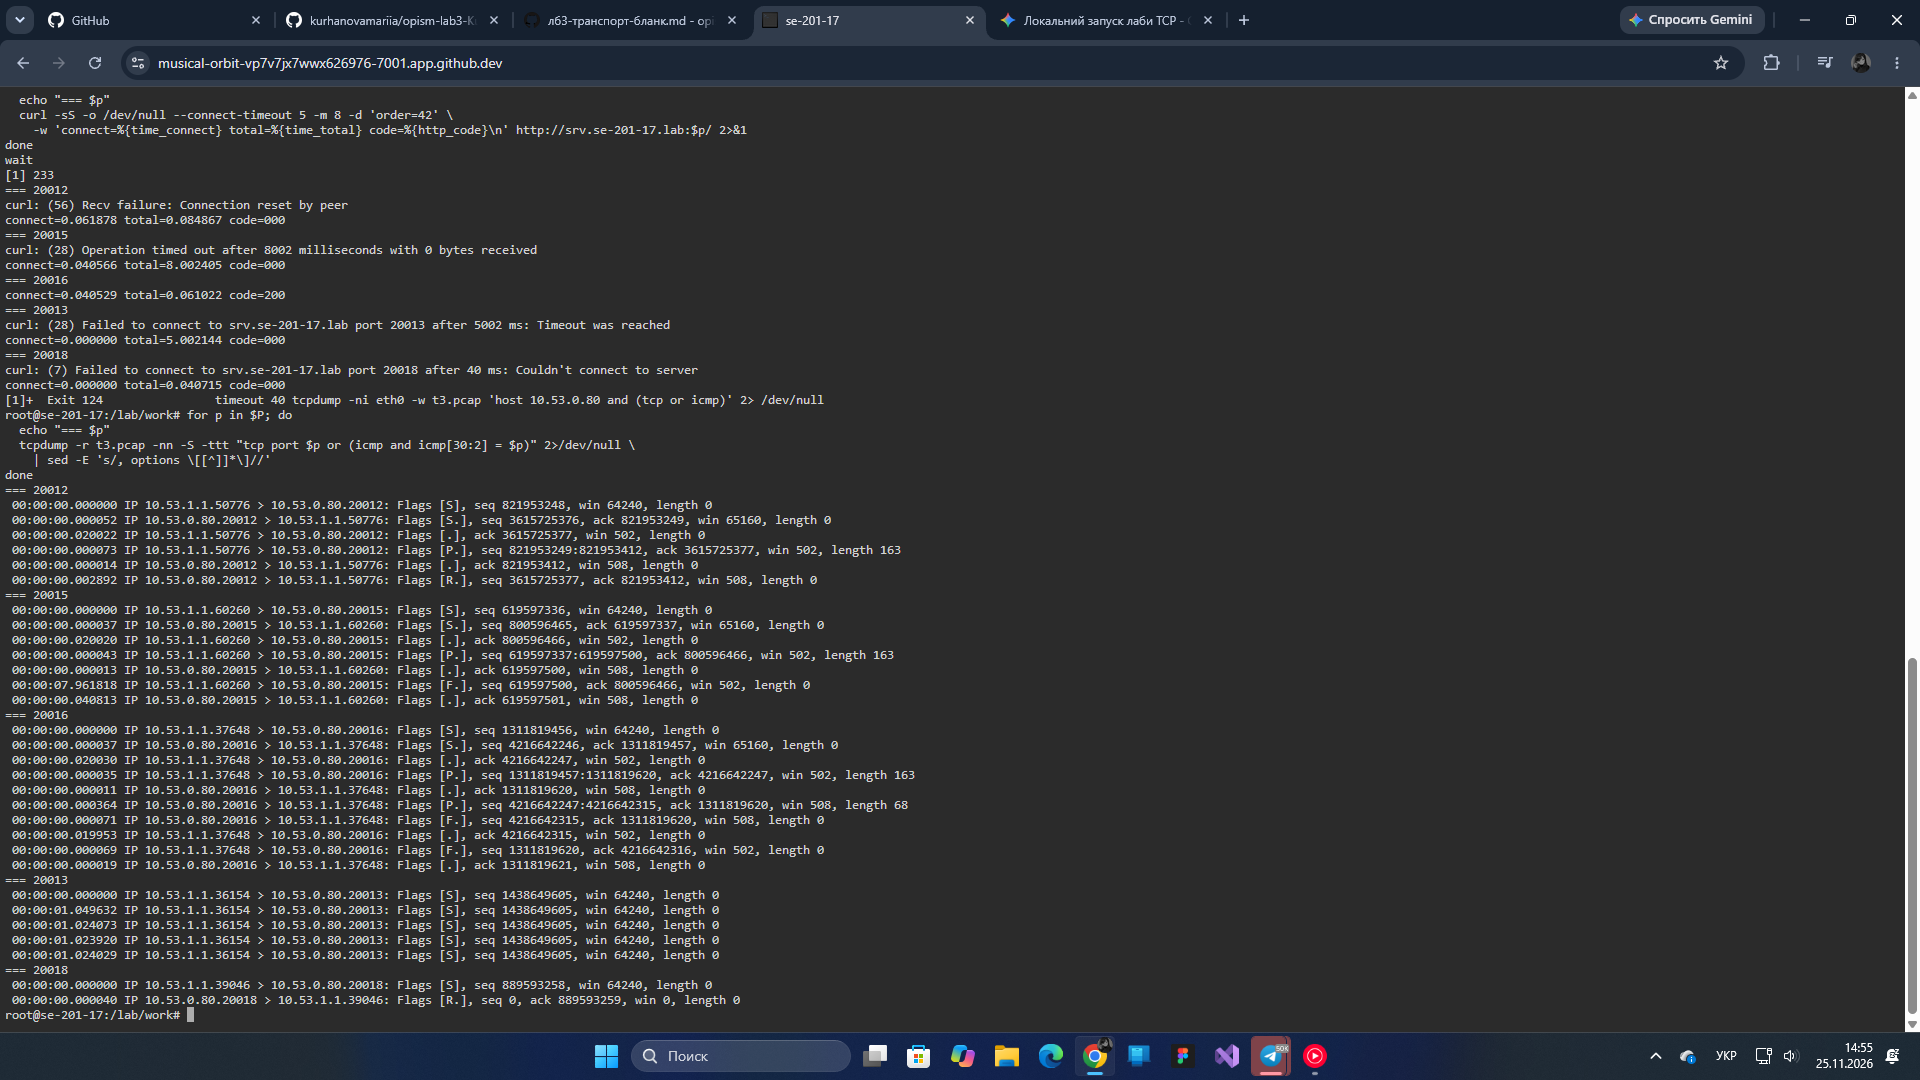 GitHub
kurhanovamariia/opism-lab3-K
лб3-транспорт-бланк.md - opi
se-201-17
Локальний запуск лаби TCP -
Спросить Gemini
musical-orbit-vp7v7jx7wwx626976-7001.app.github.dev
echo "=== $p"
curl -sS -o /dev/null --connect-timeout 5 -m 8 -d 'order=42' \
-w 'connect=%{time_connect} total=%{time_total} code=%{http_code}\n' http://srv.se-201-17.lab:$p/ 2>&1
done
wait
[1] 233
=== 20012
curl: (56) Recv failure: Connection reset by peer
connect=0.061878 total=0.084867 code=000
=== 20015
curl: (28) Operation timed out after 8002 milliseconds with 0 bytes received
connect=0.040566 total=8.002405 code=000
=== 20016
connect=0.040529 total=0.061022 code=200
=== 20013
curl: (28) Failed to connect to srv.se-201-17.lab port 20013 after 5002 ms: Timeout was reached
connect=0.000000 total=5.002144 code=000
=== 20018
curl: (7) Failed to connect to srv.se-201-17.lab port 20018 after 40 ms: Couldn't connect to server
connect=0.000000 total=0.040715 code=000
[1]+  Exit 124                timeout 40 tcpdump -ni eth0 -w t3.pcap 'host 10.53.0.80 and (tcp or icmp)' 2> /dev/null
root@se-201-17:/lab/work# for p in $P; do
echo "=== $p"
tcpdump -r t3.pcap -nn -S -ttt "tcp port $p or (icmp and icmp[30:2] = $p)" 2>/dev/null \
| sed -E 's/, options \[[^]]*\]//'
done
=== 20012
00:00:00.000000 IP 10.53.1.1.50776 > 10.53.0.80.20012: Flags [S], seq 821953248, win 64240, length 0
00:00:00.000052 IP 10.53.0.80.20012 > 10.53.1.1.50776: Flags [S.], seq 3615725376, ack 821953249, win 65160, length 0
00:00:00.020022 IP 10.53.1.1.50776 > 10.53.0.80.20012: Flags [.], ack 3615725377, win 502, length 0
00:00:00.000073 IP 10.53.1.1.50776 > 10.53.0.80.20012: Flags [P.], seq 821953249:821953412, ack 3615725377, win 502, length 163
00:00:00.000014 IP 10.53.0.80.20012 > 10.53.1.1.50776: Flags [.], ack 821953412, win 508, length 0
00:00:00.002892 IP 10.53.0.80.20012 > 10.53.1.1.50776: Flags [R.], seq 3615725377, ack 821953412, win 508, length 0
=== 20015
00:00:00.000000 IP 10.53.1.1.60260 > 10.53.0.80.20015: Flags [S], seq 619597336, win 64240, length 0
00:00:00.000037 IP 10.53.0.80.20015 > 10.53.1.1.60260: Flags [S.], seq 800596465, ack 619597337, win 65160, length 0
00:00:00.020020 IP 10.53.1.1.60260 > 10.53.0.80.20015: Flags [.], ack 800596466, win 502, length 0
00:00:00.000043 IP 10.53.1.1.60260 > 10.53.0.80.20015: Flags [P.], seq 619597337:619597500, ack 800596466, win 502, length 163
00:00:00.000013 IP 10.53.0.80.20015 > 10.53.1.1.60260: Flags [.], ack 619597500, win 508, length 0
00:00:07.961818 IP 10.53.1.1.60260 > 10.53.0.80.20015: Flags [F.], seq 619597500, ack 800596466, win 502, length 0
00:00:00.040813 IP 10.53.0.80.20015 > 10.53.1.1.60260: Flags [.], ack 619597501, win 508, length 0
=== 20016
00:00:00.000000 IP 10.53.1.1.37648 > 10.53.0.80.20016: Flags [S], seq 1311819456, win 64240, length 0
00:00:00.000037 IP 10.53.0.80.20016 > 10.53.1.1.37648: Flags [S.], seq 4216642246, ack 1311819457, win 65160, length 0
00:00:00.020030 IP 10.53.1.1.37648 > 10.53.0.80.20016: Flags [.], ack 4216642247, win 502, length 0
00:00:00.000035 IP 10.53.1.1.37648 > 10.53.0.80.20016: Flags [P.], seq 1311819457:1311819620, ack 4216642247, win 502, length 163
00:00:00.000011 IP 10.53.0.80.20016 > 10.53.1.1.37648: Flags [.], ack 1311819620, win 508, length 0
00:00:00.000364 IP 10.53.0.80.20016 > 10.53.1.1.37648: Flags [P.], seq 4216642247:4216642315, ack 1311819620, win 508, length 68
00:00:00.000071 IP 10.53.0.80.20016 > 10.53.1.1.37648: Flags [F.], seq 4216642315, ack 1311819620, win 508, length 0
00:00:00.019953 IP 10.53.1.1.37648 > 10.53.0.80.20016: Flags [.], ack 4216642315, win 502, length 0
00:00:00.000069 IP 10.53.1.1.37648 > 10.53.0.80.20016: Flags [F.], seq 1311819620, ack 4216642316, win 502, length 0
00:00:00.000019 IP 10.53.0.80.20016 > 10.53.1.1.37648: Flags [.], ack 1311819621, win 508, length 0
=== 20013
00:00:00.000000 IP 10.53.1.1.36154 > 10.53.0.80.20013: Flags [S], seq 1438649605, win 64240, length 0
00:00:01.049632 IP 10.53.1.1.36154 > 10.53.0.80.20013: Flags [S], seq 1438649605, win 64240, length 0
00:00:01.024073 IP 10.53.1.1.36154 > 10.53.0.80.20013: Flags [S], seq 1438649605, win 64240, length 0
00:00:01.023920 IP 10.53.1.1.36154 > 10.53.0.80.20013: Flags [S], seq 1438649605, win 64240, length 0
00:00:01.024029 IP 10.53.1.1.36154 > 10.53.0.80.20013: Flags [S], seq 1438649605, win 64240, length 0
=== 20018
00:00:00.000000 IP 10.53.1.1.39046 > 10.53.0.80.20018: Flags [S], seq 889593258, win 64240, length 0
00:00:00.000040 IP 10.53.0.80.20018 > 10.53.1.1.39046: Flags [R.], seq 0, ack 889593259, win 0, length 0
root@se-201-17:/lab/work#
Поиск
50K
УКР
14:55
25.11.2026